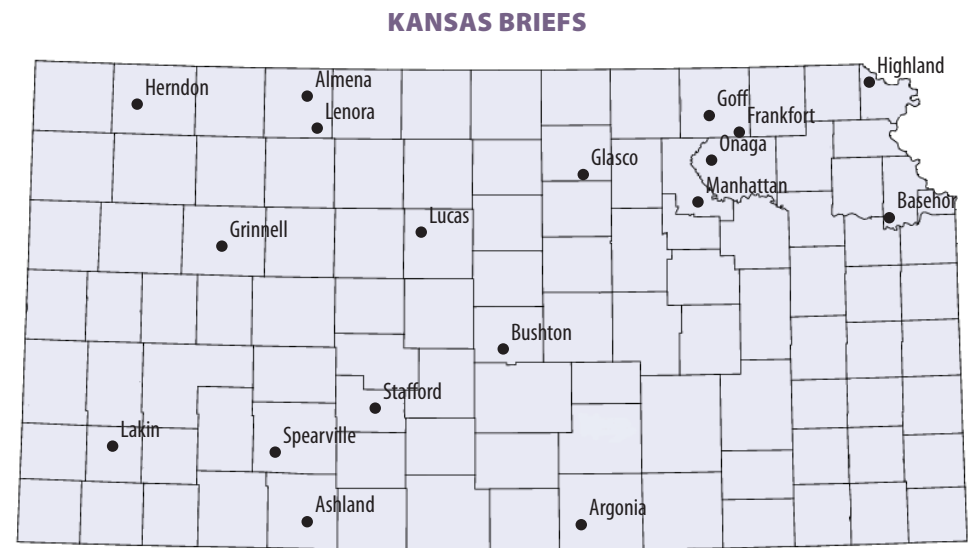 KANSAS BRIEFS
Highland
Herndon
Almena
Lenora
Goff
Frankfort
Onaga
Glasco
Manhattan
Basehor
Lucas
Grinnell
Bushton
Stafford
Lakin
Spearville
Ashland
Argonia